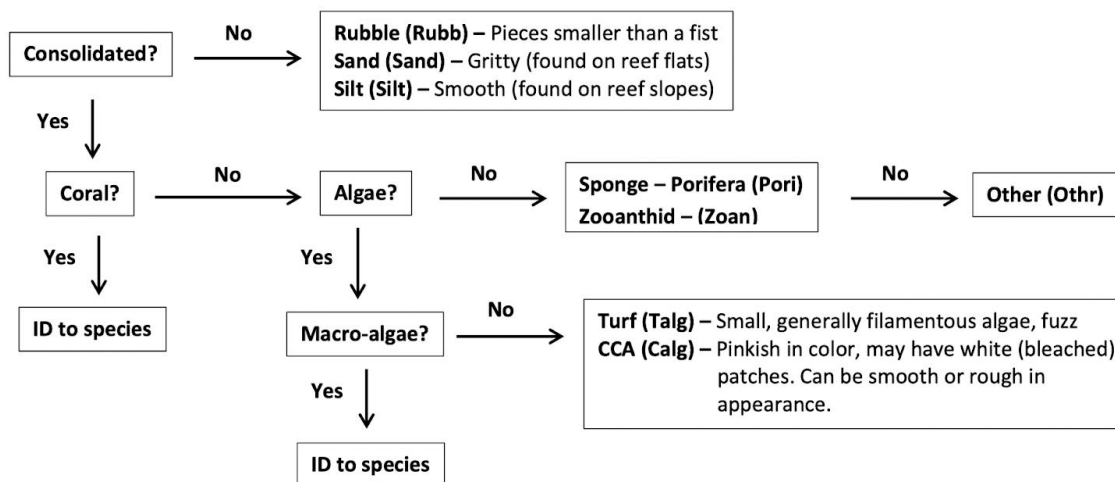 No
Consolidated?
Rubble (Rubb) – Pieces smaller than a fist
Sand (Sand) – Gritty (found on reef flats)
Silt (Silt) – Smooth (found on reef slopes)
Yes
No
No
No
Coral?
Algae?
Sponge – Porifera (Pori)
Zooanthid – (Zoan)
Other (Othr)
Yes
Yes
ID to species
Macro-algae?
No
Turf (Talg) – Small, generally filamentous algae, fuzz
CCA (Calg) – Pinkish in color, may have white (bleached)
patches. Can be smooth or rough in
appearance.
Yes
ID to species